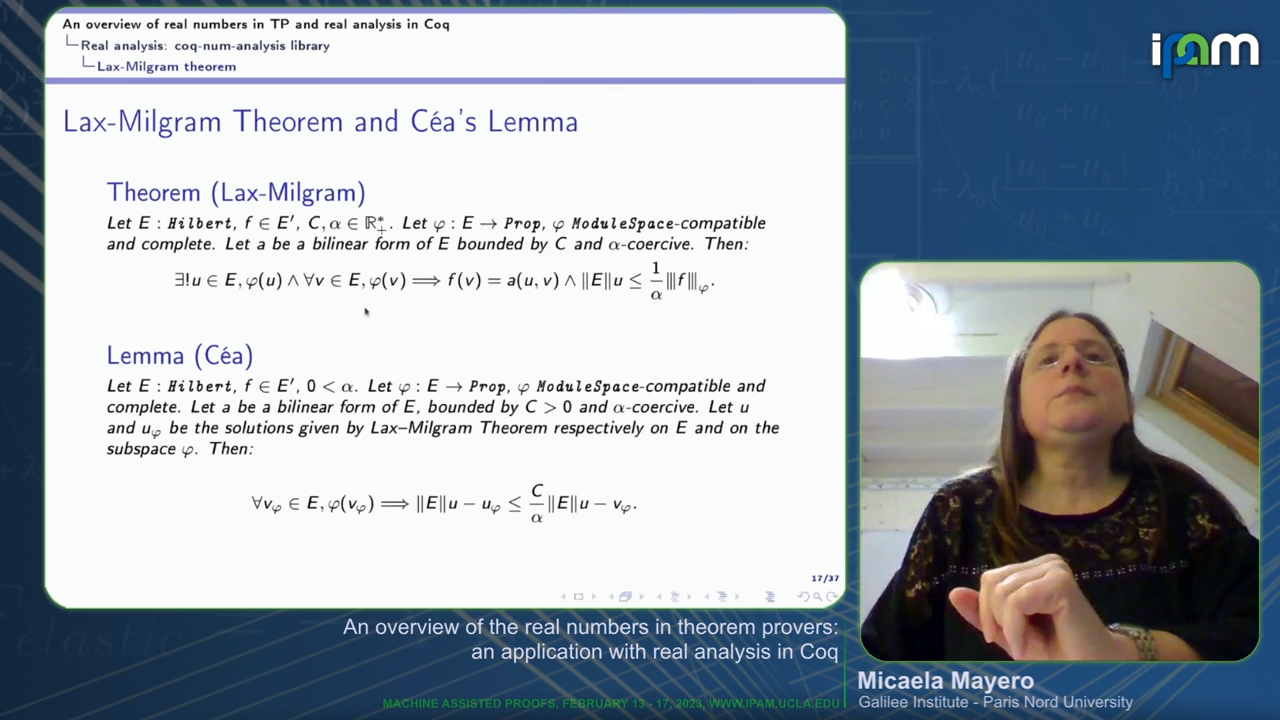 An overview of real numbers in TP and real analysis in Coq
Real analysis: coq-num-analysis library
Lax-Milgram theorem
Lax-Milgram Theorem and Céa's Lemma
Theorem (Lax-Milgram)
Let E : Hilbert, f ∈ E′, C, α ∈ ℝ*₊. Let φ : E → Prop, φ ModuleSpace-compatible
and complete. Let a be a bilinear form of E bounded by C and α-coercive. Then:
∃!u ∈ E, φ(u) ∧ ∀v ∈ E, φ(v) ⟹ f(v) = a(u, v) ∧ ‖E‖u ≤ 1/α |||f|||φ.
Lemma (Céa)
Let E : Hilbert, f ∈ E′, 0 < α. Let φ : E → Prop, φ ModuleSpace-compatible and
complete. Let a be a bilinear form of E, bounded by C > 0 and α-coercive. Let u
and uφ be the solutions given by Lax–Milgram Theorem respectively on E and on the
subspace φ. Then:
∀vφ ∈ E, φ(vφ) ⟹ ‖E‖u − uφ ≤ C/α ‖E‖u − vφ.
17/37
ipam
An overview of the real numbers in theorem provers:
an application with real analysis in Coq
MACHINE ASSISTED PROOFS, FEBRUARY 13 - 17, 2023, WWW.IPAM.UCLA.EDU
Micaela Mayero
Galilee Institute - Paris Nord University